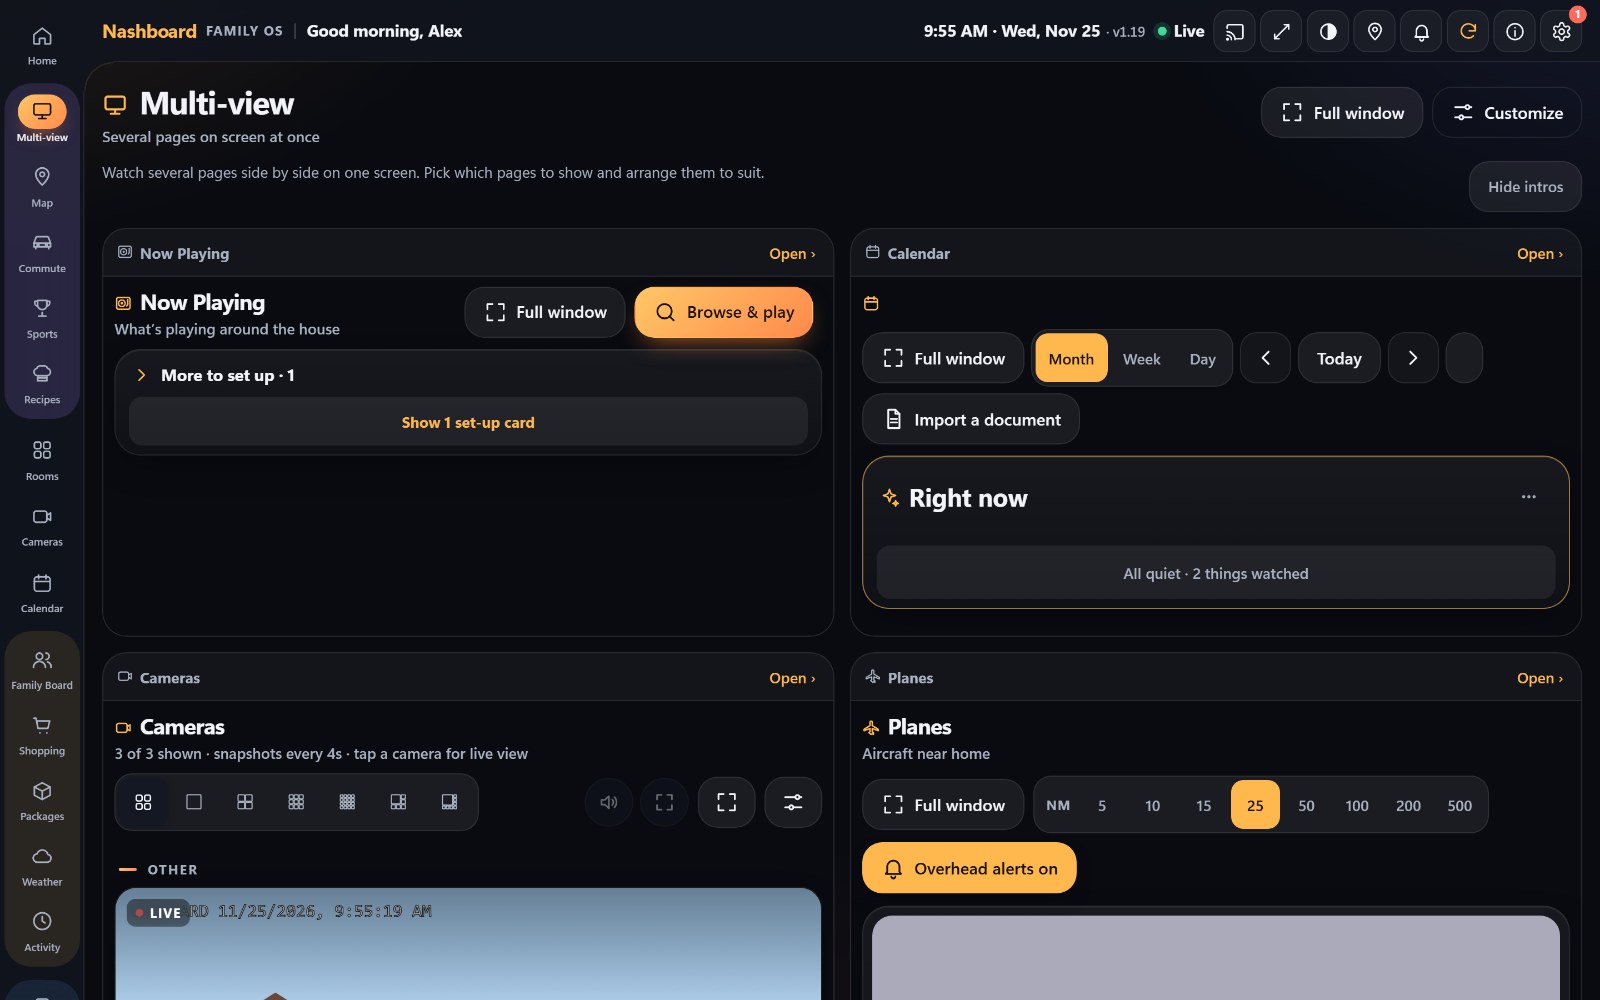 Nashboard FAMILY OS | Good morning, Alex
9:55 AM · Wed, Nov 25 · v1.19 Live
1
Home
Multi-view
Map
Commute
Sports
Recipes
Rooms
Cameras
Calendar
Family Board
Shopping
Packages
Weather
Activity
Multi-view
Several pages on screen at once
Watch several pages side by side on one screen. Pick which pages to show and arrange them to suit.
Full window
Customize
Hide intros
Now Playing
Open ›
Now Playing
What's playing around the house
Full window
Browse & play
More to set up · 1
Show 1 set-up card
Calendar
Open ›
Full window
Month Week Day
Today
Import a document
Right now
All quiet · 2 things watched
Cameras
Open ›
Cameras
3 of 3 shown · snapshots every 4s · tap a camera for live view
OTHER
LIVE
RD 11/25/2026, 9:55:19 AM
Planes
Open ›
Planes
Aircraft near home
Full window
NM 5 10 15 25 50 100 200 500
Overhead alerts on